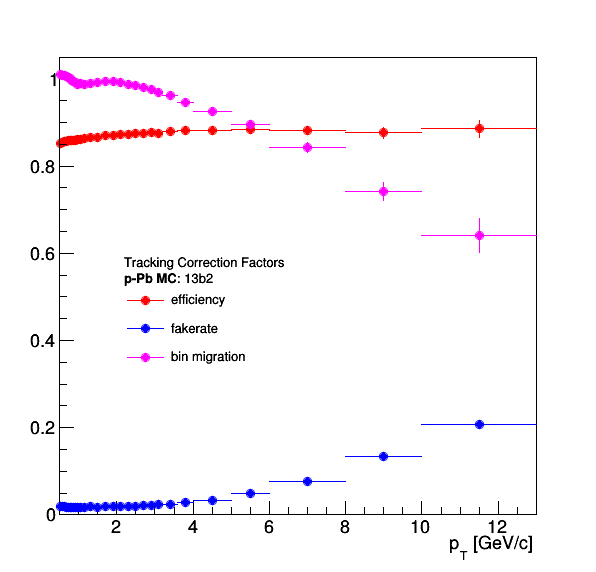 1
0.8
0.6
0.4
0.2
0
Tracking Correction Factors
p-Pb MC: 13b2
efficiency
fakerate
bin migration
2 4 6 8 10 12
p_T [GeV/c]